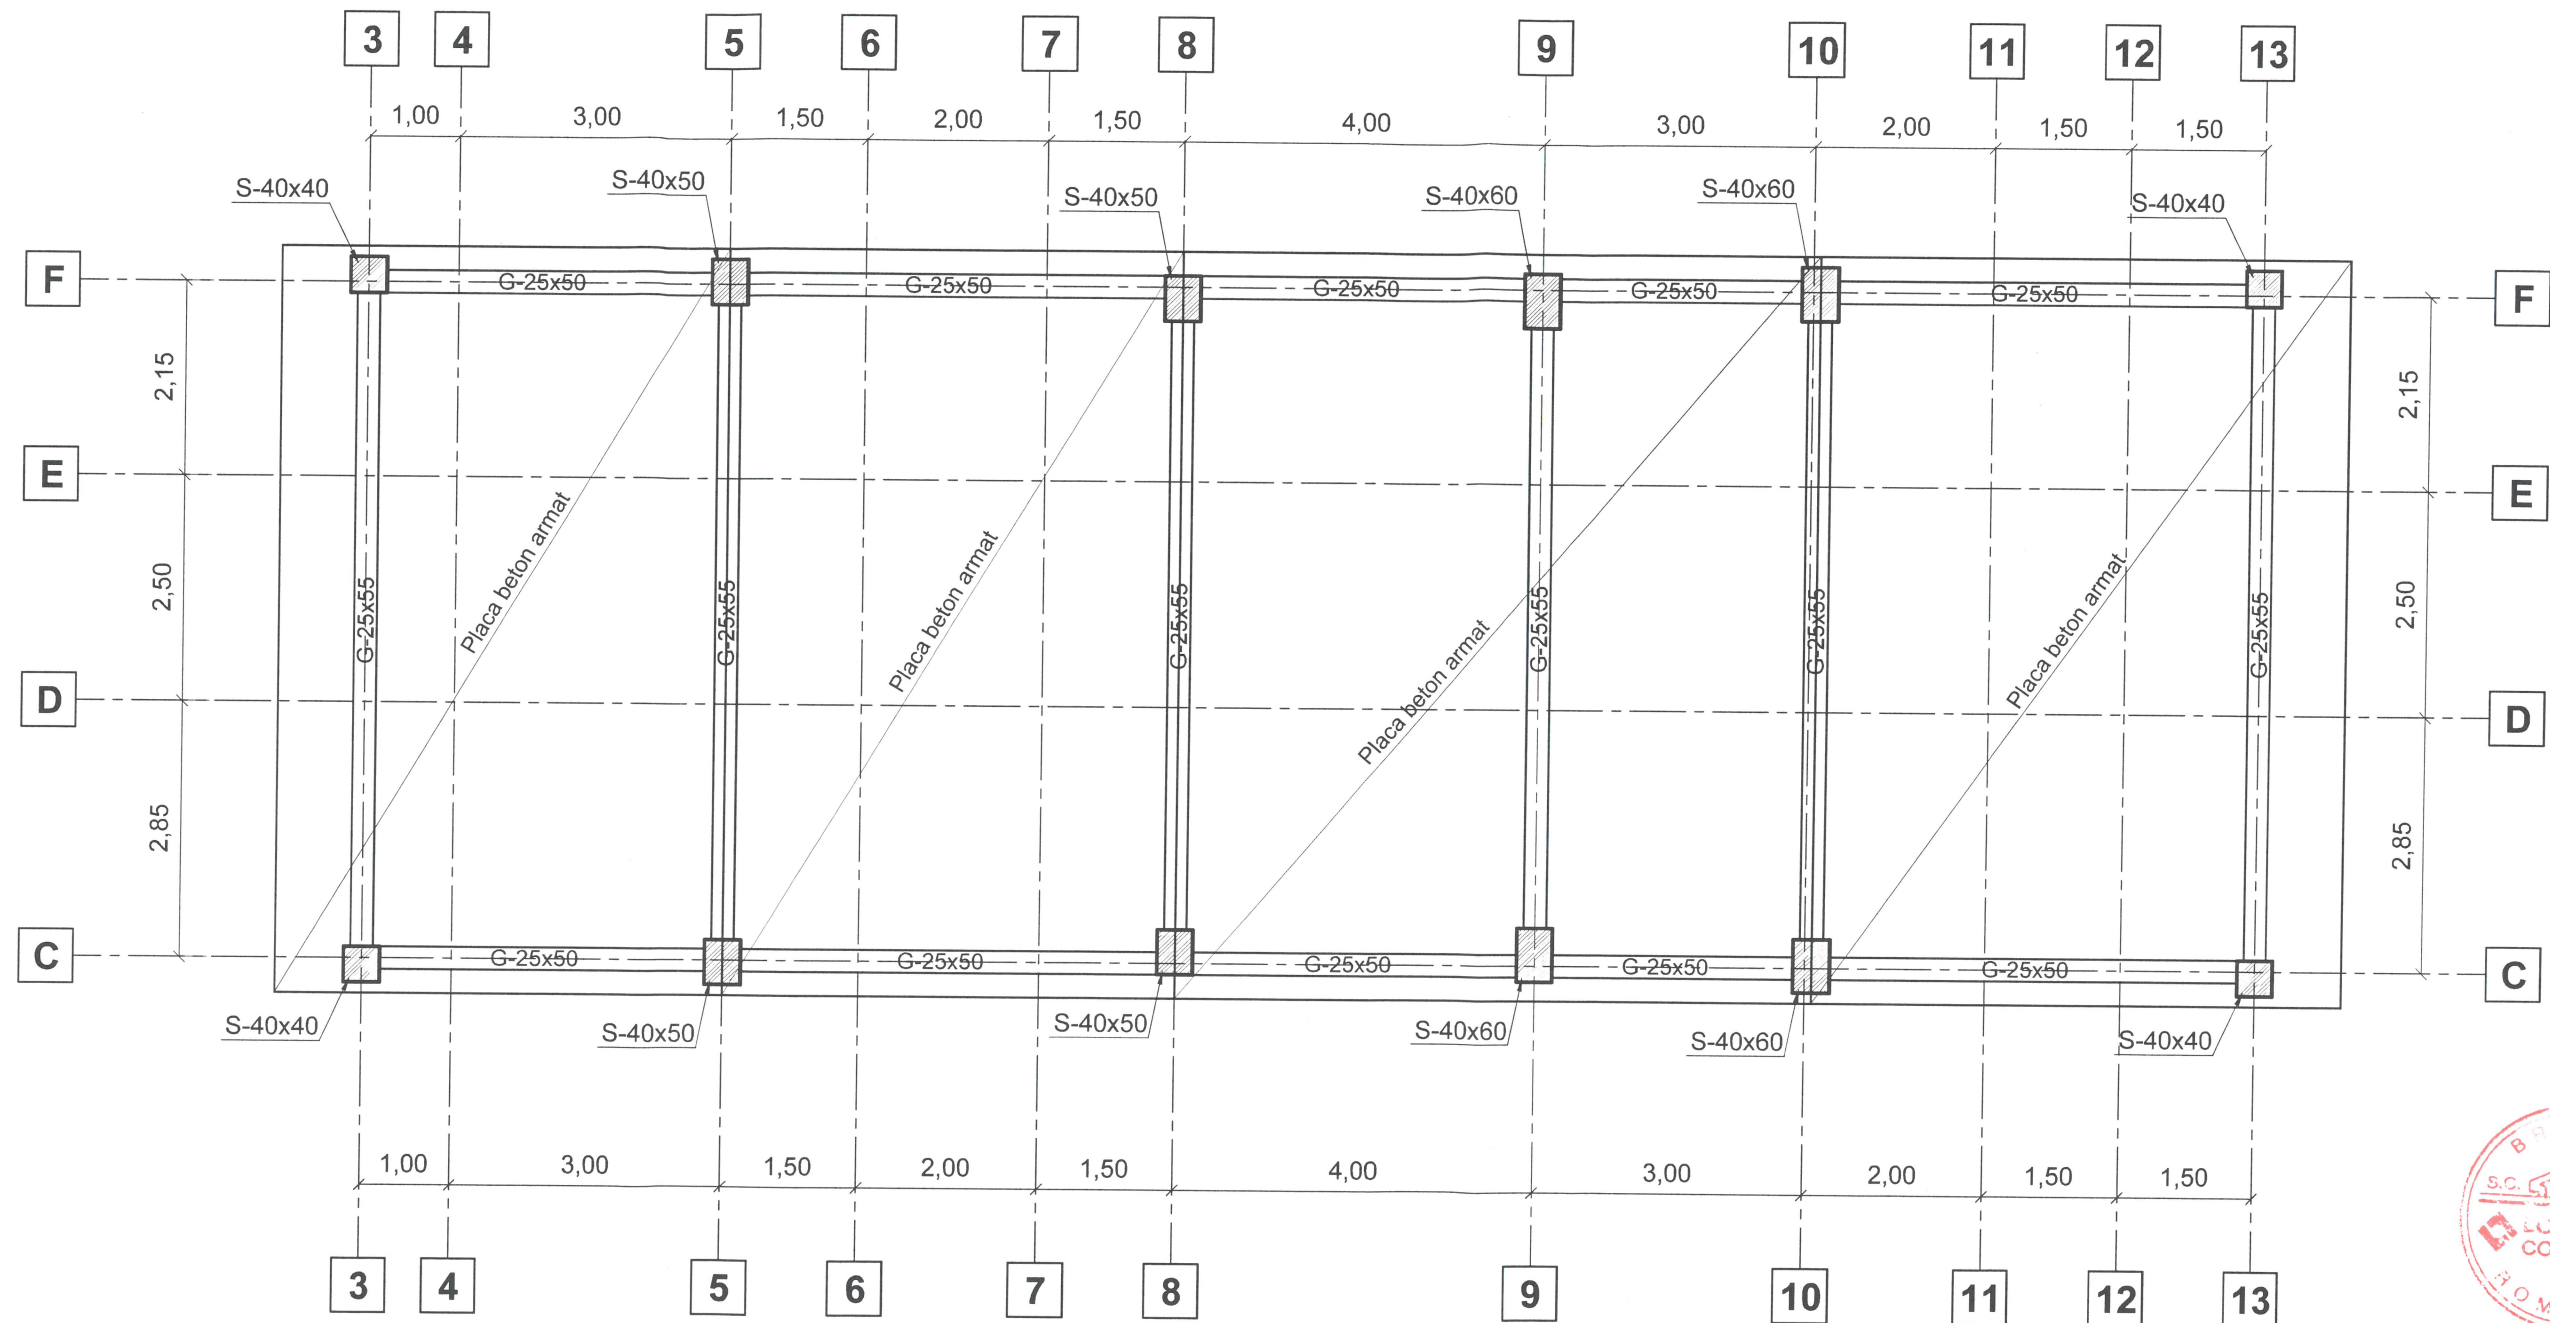 3 4 5 6 7 8 9 10 11 12 13
1,00 3,00 1,50 2,00 1,50 4,00 3,00 2,00 1,50 1,50
S-40x40 S-40x50 S-40x50 S-40x60 S-40x60 S-40x40
F G-25x50 G-25x50 G-25x50 G-25x50 G-25x50 F
2,15 2,15
E E
2,50 G-25x55 Placa beton armat G-25x55 Placa beton armat G-25x55 Placa beton armat G-25x55 G-25x55 Placa beton armat G-25x55 2,50
D D
2,85 2,85
C G-25x50 G-25x50 G-25x50 G-25x50 G-25x50 C
S-40x40 S-40x50 S-40x50 S-40x60 S-40x60 S-40x40
1,00 3,00 1,50 2,00 1,50 4,00 3,00 2,00 1,50 1,50
S.C.
3 4 5 6 7 8 9 10 11 12 13